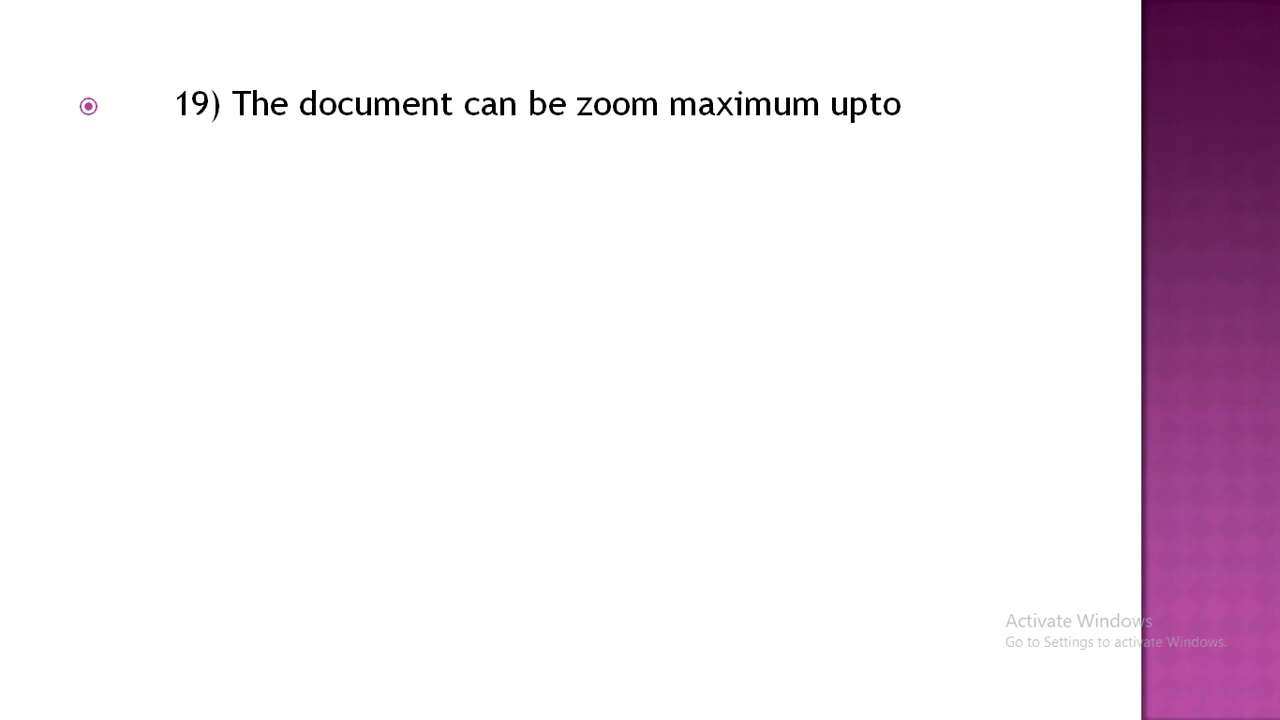 19) The document can be zoom maximum upto
Activate Windows
Go to Settings to activate Windows.